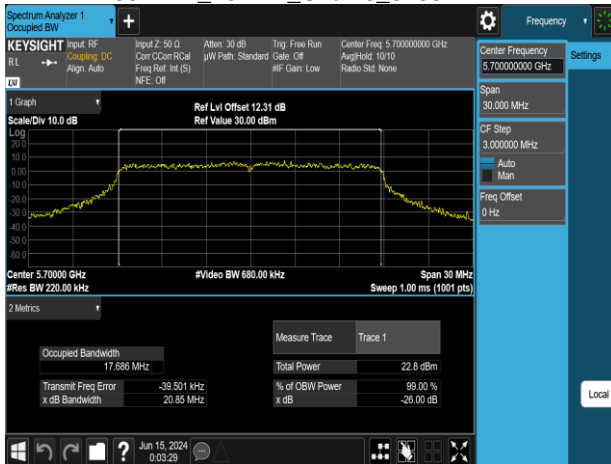 Spectrum Analyzer 1
Occupied BW
+
Frequency
KEYSIGHT
RL
LXI
Input: RF
Coupling: DC
Align: Auto
Input Z: 50 Ω
Corr CCorr RCal
Freq Ref: Int (S)
NFE: Off
Atten: 30 dB
µW Path: Standard
Trig: Free Run
Gate: Off
#IF Gain: Low
Center Freq: 5.700000000 GHz
Avg|Hold: 10/10
Radio Std: None
Center Frequency
5.700000000 GHz
Settings
Span
30.000 MHz
CF Step
3.000000 MHz
Auto
Man
Freq Offset
0 Hz
1 Graph
Scale/Div 10.0 dB
Ref Lvl Offset 12.31 dB
Ref Value 30.00 dBm
Log
20.0
10.0
0.00
-10.0
-20.0
-30.0
-40.0
-50.0
-60.0
Center 5.70000 GHz
#Video BW 680.00 kHz
Span 30 MHz
#Res BW 220.00 kHz
Sweep 1.00 ms (1001 pts)
2 Metrics
Measure Trace
Trace 1
Occupied Bandwidth
17.686 MHz
Total Power
22.8 dBm
Transmit Freq Error
-39.501 kHz
% of OBW Power
99.00 %
x dB Bandwidth
20.85 MHz
x dB
-26.00 dB
Local
?
Jun 15, 2024
0:03:29